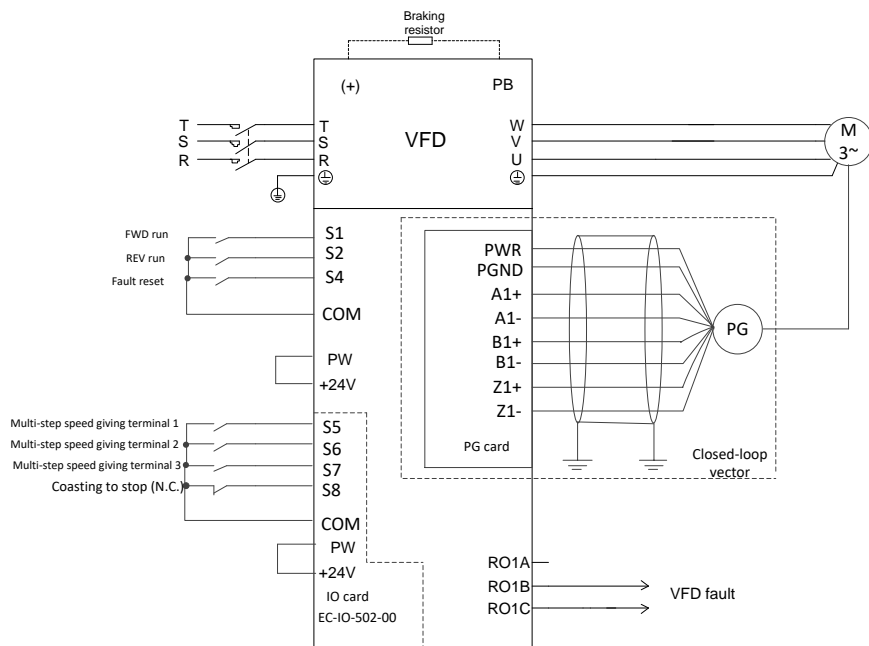 Braking
resistor
(+)
PB
VFD
T
S
R
T
S
R
W
V
U
M
3~
FWD run
REV run
Fault reset
S1
S2
S4
COM
PW
+24V
PWR
PGND
A1+
A1-
B1+
B1-
Z1+
Z1-
PG
PG card
Closed-loop
vector
Multi-step speed giving terminal 1
Multi-step speed giving terminal 2
Multi-step speed giving terminal 3
Coasting to stop (N.C.)
S5
S6
S7
S8
COM
PW
+24V
IO card
EC-IO-502-00
RO1A
RO1B
RO1C
VFD fault